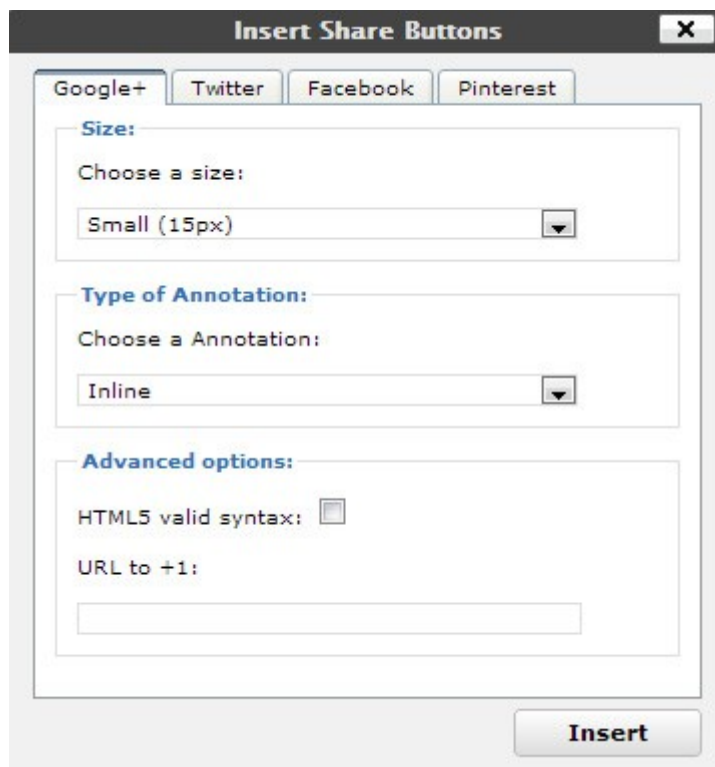 Insert Share Buttons X
Google+ Twitter Facebook Pinterest
Size:
Choose a size:
Small (15px)
Type of Annotation:
Choose a Annotation:
Inline
Advanced options:
HTML5 valid syntax:
URL to +1:
Insert